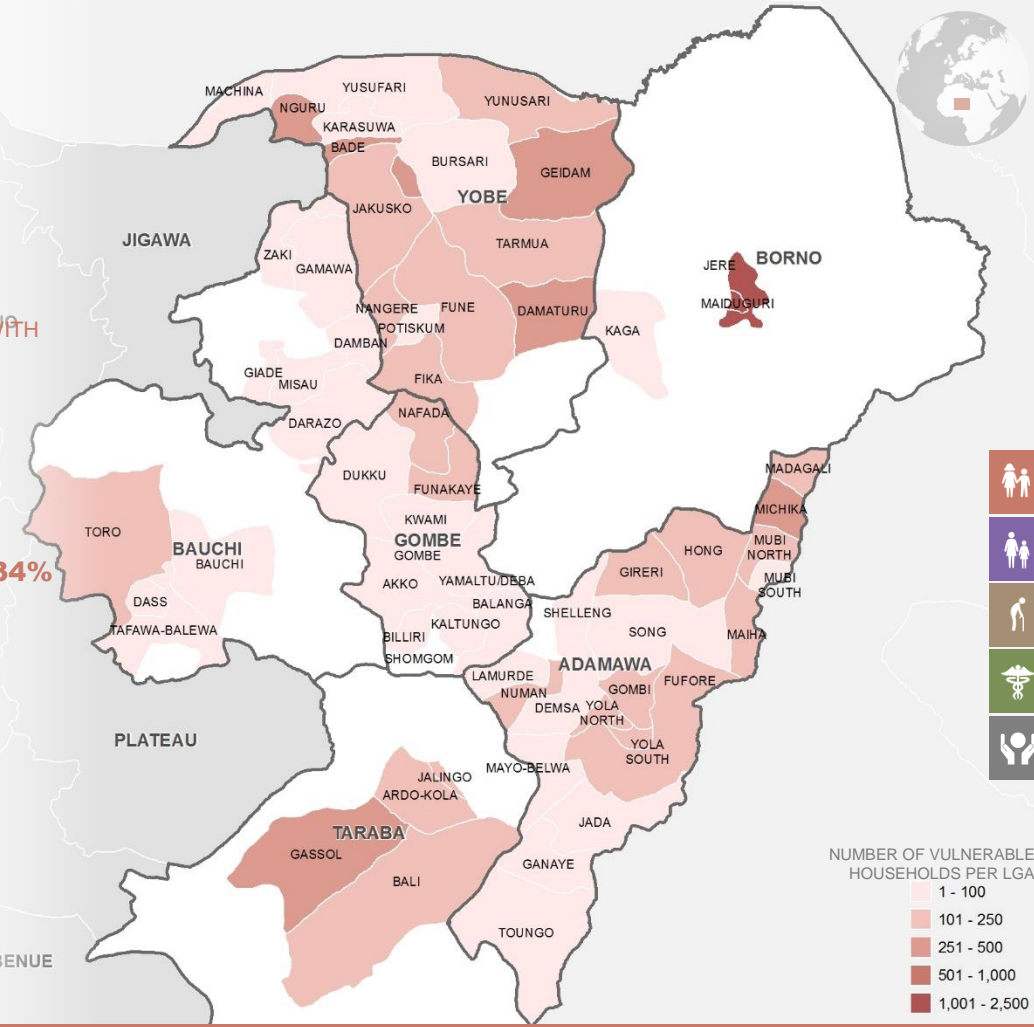 MACHINA
YUSUFARI
NGURU
YUNUSARI
KARASUWA
BADE
BURSARI
GEIDAM
YOBE
JAKUSKO
JIGAWA
TARMUA
ZAKI
GAMAWA
BORNO
JERE
MAIDUGURI
NANGERE
FUNE
DAMATURU
POTISKUM
KAGA
WITH
DAMBAN
GIADE
MISAU
FIKA
NAFADA
DARAZO
DUKKU
FUNAKAYE
MADAGALI
MICHIKA
KWAMI
TORO
GOMBE
BAUCHI
GOMBE
BAUCHI
HONG
MUBI
NORTH
GIRERI
34%
AKKO
YAMALTU/DEBA
MUBI
SOUTH
DASS
BALANGA
SHELLENG
KALTUNGO
TAFAWA-BALEWA
BILLIRI
SONG
MAIHA
SHOMGOM
ADAMAWA
LAMURDE
NUMAN
GOMBI
FUFORE
DEMSA
YOLA
NORTH
PLATEAU
YOLA
SOUTH
MAYO-BELWA
JALINGO
ARDO-KOLA
JADA
TARABA
GASSOL
GANAYE
BALI
TOUNGO
BENUE
NUMBER OF VULNERABLE
HOUSEHOLDS PER LGA
1 - 100
101 - 250
251 - 500
501 - 1,000
1,001 - 2,500